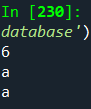 In [230]:
database')
6
a
a